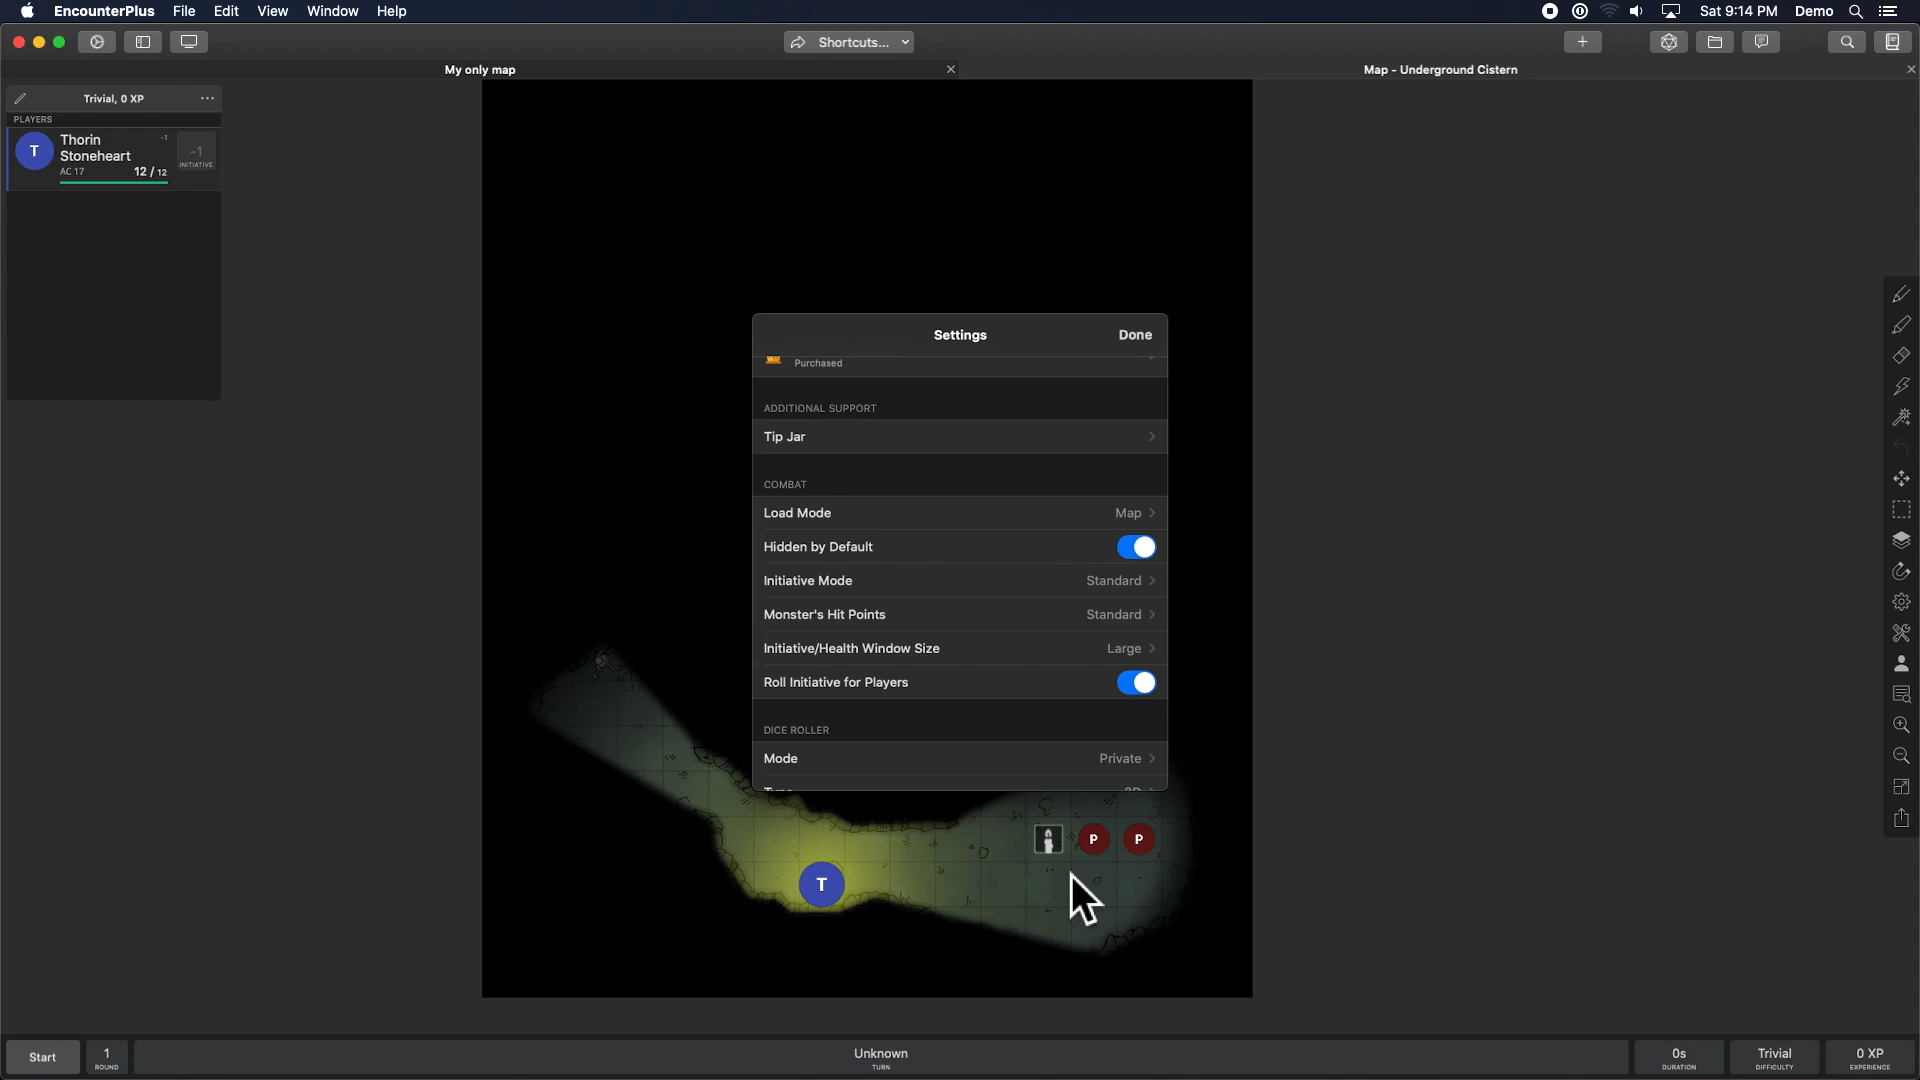 EncounterPlus File Edit View Window Help
Sat 9:14 PM Demo
Shortcuts...
My only map
Map - Underground Cistern
Trivial, 0 XP
PLAYERS
T
Thorin
Stoneheart
-1
AC 17
12 / 12
-1
INITIATIVE
Settings
Done
Purchased
ADDITIONAL SUPPORT
Tip Jar
COMBAT
Load Mode Map
Hidden by Default
Initiative Mode Standard
Monster's Hit Points Standard
Initiative/Health Window Size Large
Roll Initiative for Players
DICE ROLLER
Mode Private
P P
T
Start
1
ROUND
Unknown
TURN
0s
DURATION
Trivial
DIFFICULTY
0 XP
EXPERIENCE